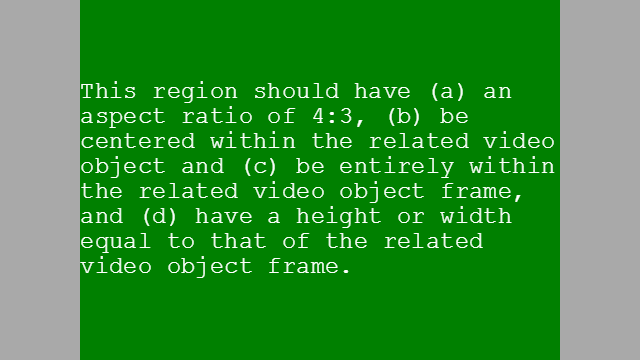 This region should have (a) an
aspect ratio of 4:3, (b) be
centered within the related video
object and (c) be entirely within
the related video object frame,
and (d) have a height or width
equal to that of the related
video object frame.